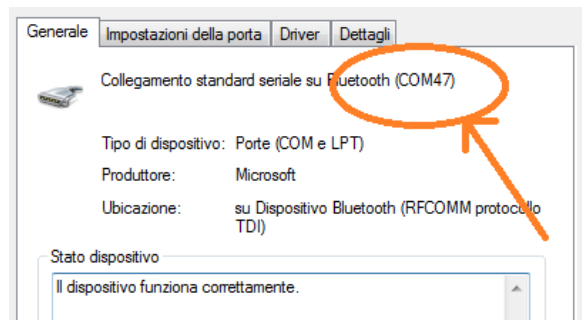 Generale Impostazioni della porta Driver Dettagli
Collegamento standard seriale su Bluetooth (COM47)
Tipo di dispositivo: Porte (COM e LPT)
Produttore: Microsoft
Ubicazione: su Dispositivo Bluetooth (RFCOMM protocollo
TDI)
Stato dispositivo
Il dispositivo funziona correttamente.